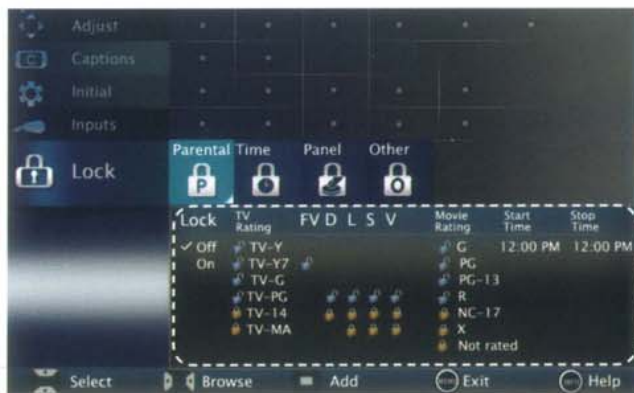 Adjust
Captions
Initial
Inputs
Parental Time Panel Other
Lock
Lock TV Rating FV D L S V Movie Rating Start Time Stop Time
Off TV-Y G 12:00 PM 12:00 PM
On TV-Y7 PG
TV-G PG-13
TV-PG R
TV-14 NC-17
TV-MA X
Not rated
Select Browse Add MENU Exit INFO Help